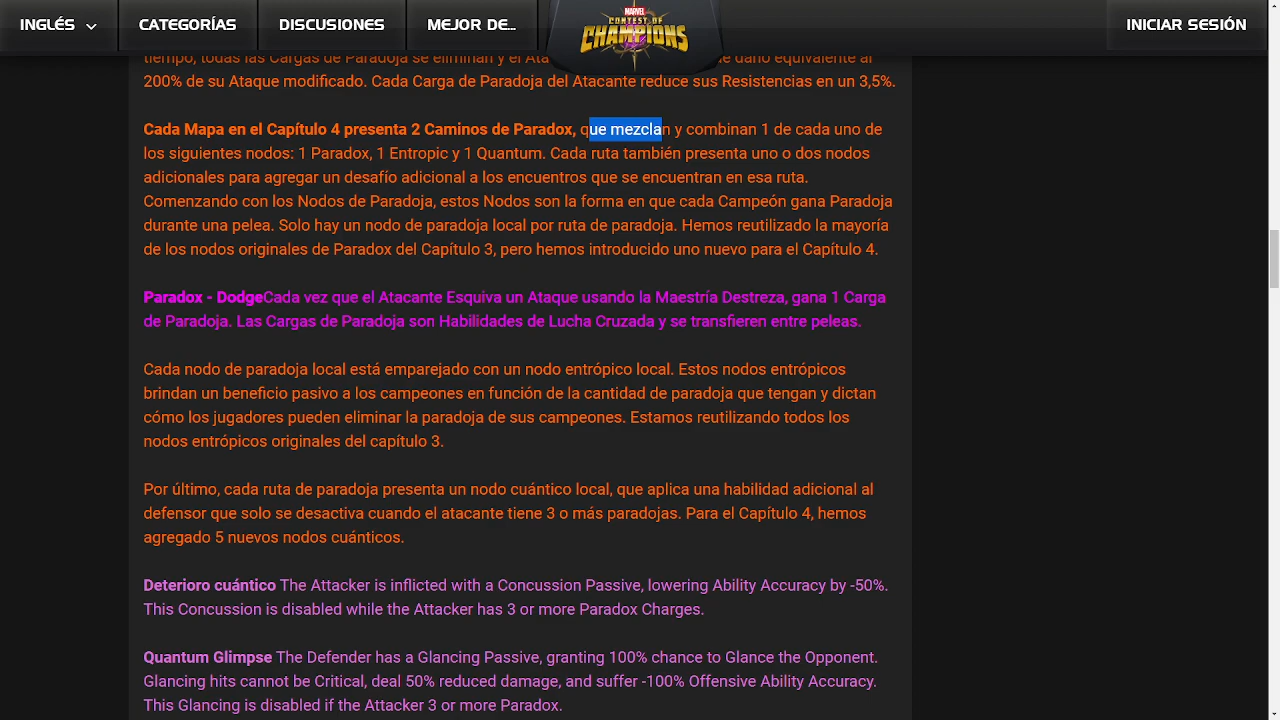 INGLÉS
CATEGORÍAS
DISCUSIONES
MEJOR DE...
MARVEL
CONTEST OF
CHAMPIONS
INICIAR SESIÓN
tiempo, todas las Cargas de Paradoja se eliminan y el Ata
de daño equivalente al
200% de su Ataque modificado. Cada Carga de Paradoja del Atacante reduce sus Resistencias en un 3,5%.
Cada Mapa en el Capítulo 4 presenta 2 Caminos de Paradox, que mezclan y combinan 1 de cada uno de
los siguientes nodos: 1 Paradox, 1 Entropic y 1 Quantum. Cada ruta también presenta uno o dos nodos
adicionales para agregar un desafío adicional a los encuentros que se encuentran en esa ruta.
Comenzando con los Nodos de Paradoja, estos Nodos son la forma en que cada Campeón gana Paradoja
durante una pelea. Solo hay un nodo de paradoja local por ruta de paradoja. Hemos reutilizado la mayoría
de los nodos originales de Paradox del Capítulo 3, pero hemos introducido uno nuevo para el Capítulo 4.
Paradox - DodgeCada vez que el Atacante Esquiva un Ataque usando la Maestría Destreza, gana 1 Carga
de Paradoja. Las Cargas de Paradoja son Habilidades de Lucha Cruzada y se transfieren entre peleas.
Cada nodo de paradoja local está emparejado con un nodo entrópico local. Estos nodos entrópicos
brindan un beneficio pasivo a los campeones en función de la cantidad de paradoja que tengan y dictan
cómo los jugadores pueden eliminar la paradoja de sus campeones. Estamos reutilizando todos los
nodos entrópicos originales del capítulo 3.
Por último, cada ruta de paradoja presenta un nodo cuántico local, que aplica una habilidad adicional al
defensor que solo se desactiva cuando el atacante tiene 3 o más paradojas. Para el Capítulo 4, hemos
agregado 5 nuevos nodos cuánticos.
Deterioro cuántico The Attacker is inflicted with a Concussion Passive, lowering Ability Accuracy by -50%.
This Concussion is disabled while the Attacker has 3 or more Paradox Charges.
Quantum Glimpse The Defender has a Glancing Passive, granting 100% chance to Glance the Opponent.
Glancing hits cannot be Critical, deal 50% reduced damage, and suffer -100% Offensive Ability Accuracy.
This Glancing is disabled if the Attacker 3 or more Paradox.